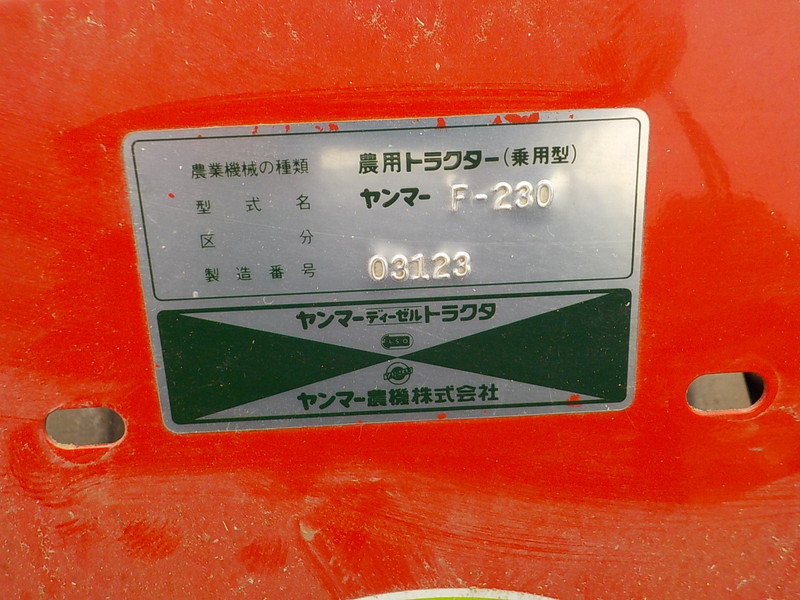 農業機械の種類 農用トラクター(乗用型)
型式名 ヤンマー F-230
区分
製造番号 03123
ヤンマーディーゼルトラクタ
ヤンマー農機株式会社